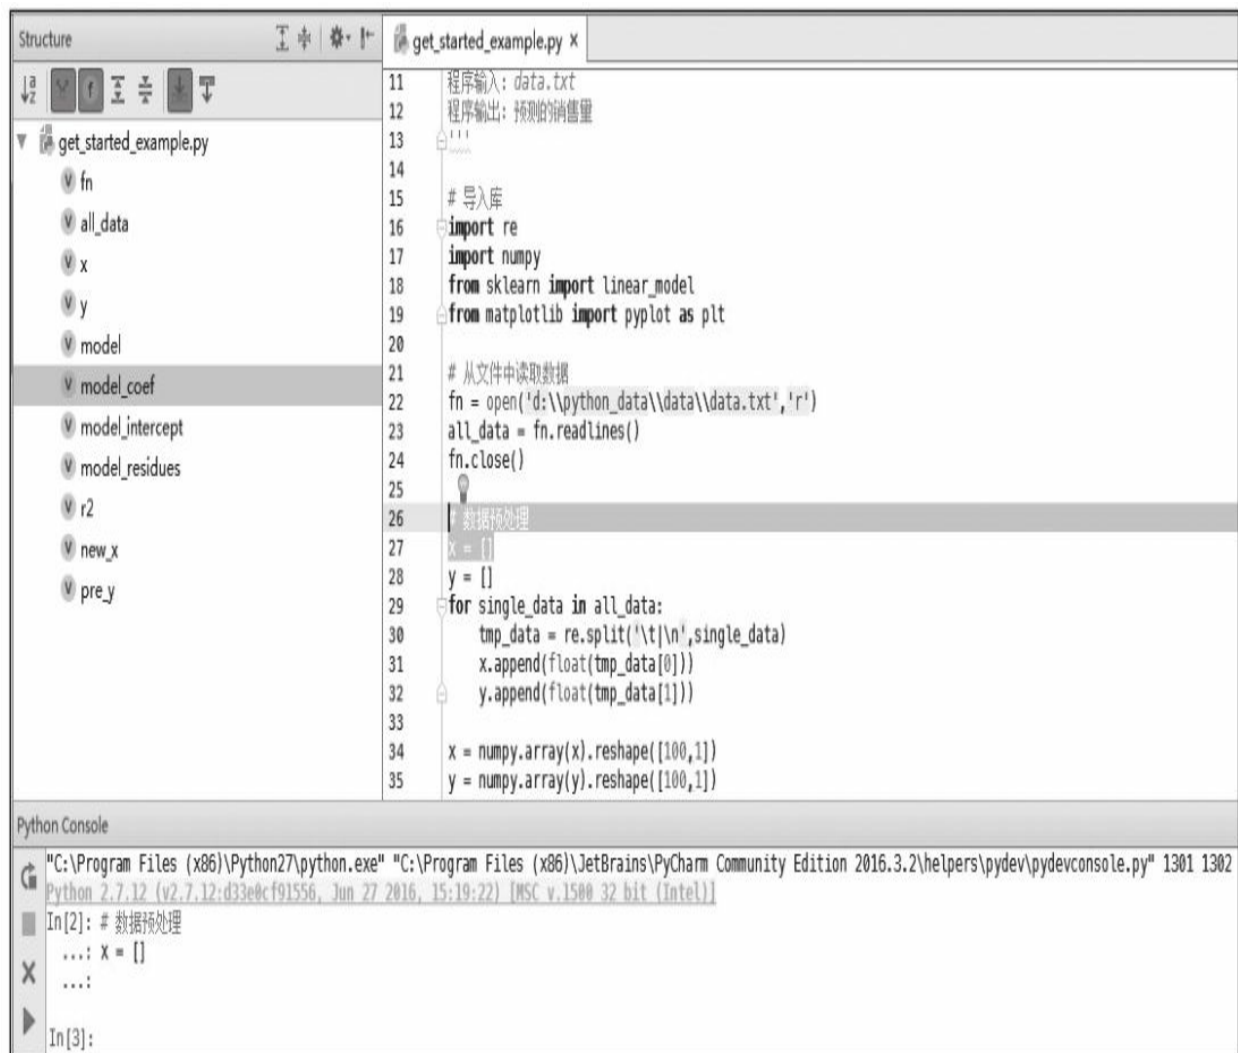 Structure
get_started_example.py ×
get_started_example.py
fn
all_data
x
y
model
model_coef
model_intercept
model_residues
r2
new_x
pre_y
11 程序输入: data.txt
12 程序输出: 预测的销售量
13 '''
14
15 # 导入库
16 import re
17 import numpy
18 from sklearn import linear_model
19 from matplotlib import pyplot as plt
20
21 # 从文件中读取数据
22 fn = open('d:\\python_data\\data\\data.txt','r')
23 all_data = fn.readlines()
24 fn.close()
25
26 # 数据预处理
27 x = []
28 y = []
29 for single_data in all_data:
30 tmp_data = re.split('\t|\n',single_data)
31 x.append(float(tmp_data[0]))
32 y.append(float(tmp_data[1]))
33
34 x = numpy.array(x).reshape([100,1])
35 y = numpy.array(y).reshape([100,1])
Python Console
"C:\Program Files (x86)\Python27\python.exe" "C:\Program Files (x86)\JetBrains\PyCharm Community Edition 2016.3.2\helpers\pydev\pydevconsole.py" 1301 1302
Python 2.7.12 (v2.7.12:d33e0cf91556, Jun 27 2016, 15:19:22) [MSC v.1500 32 bit (Intel)]
In[2]: # 数据预处理
...: x = []
...:
In[3]: